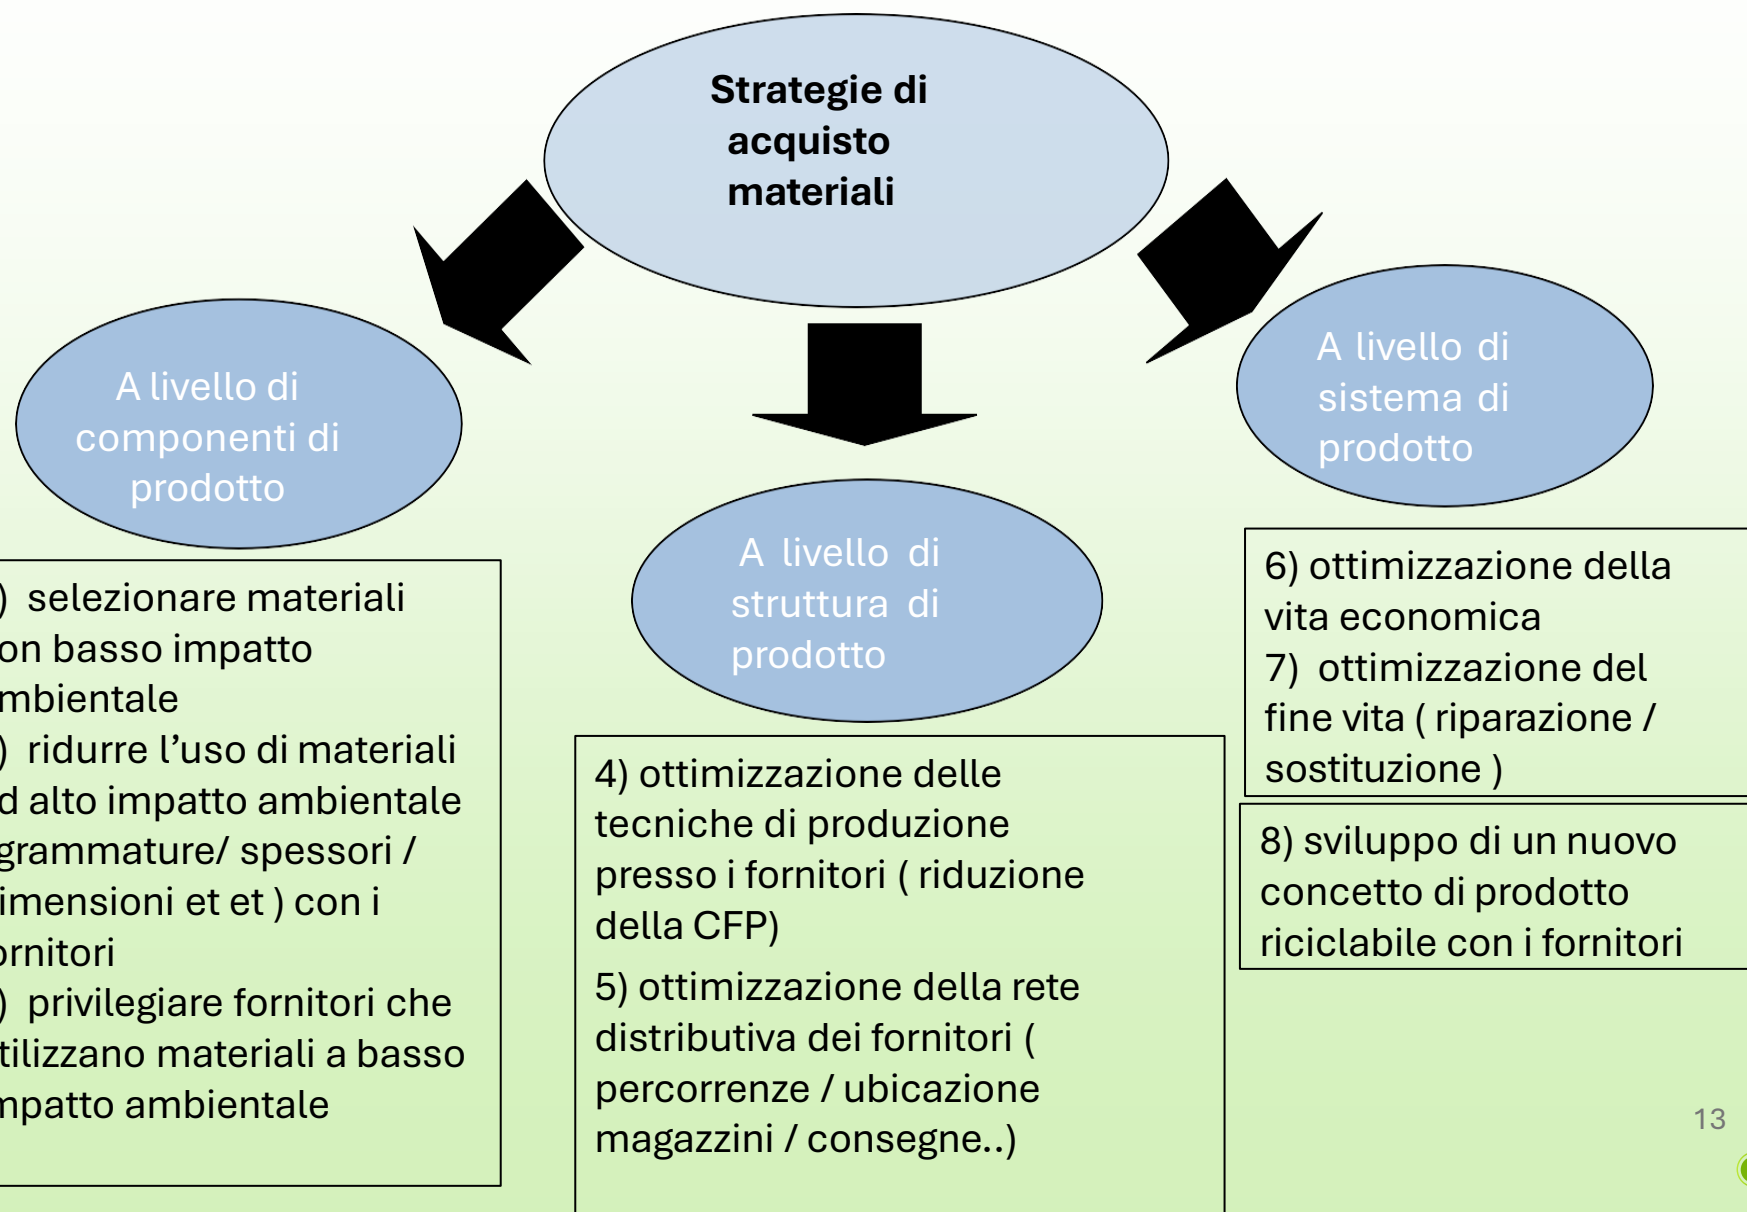 Strategie di
acquisto
materiali
A livello di
componenti di
prodotto
) selezionare materiali
on basso impatto
mbientale
) ridurre l’uso di materiali
d alto impatto ambientale
grammature/ spessori /
imensioni et et ) con i
ornitori
) privilegiare fornitori che
tilizzano materiali a basso
mpatto ambientale
A livello di
struttura di
prodotto
4) ottimizzazione delle
tecniche di produzione
presso i fornitori ( riduzione
della CFP)
5) ottimizzazione della rete
distributiva dei fornitori (
percorrenze / ubicazione
magazzini / consegne..)
A livello di
sistema di
prodotto
6) ottimizzazione della
vita economica
7) ottimizzazione del
fine vita ( riparazione /
sostituzione )
8) sviluppo di un nuovo
concetto di prodotto
riciclabile con i fornitori
13